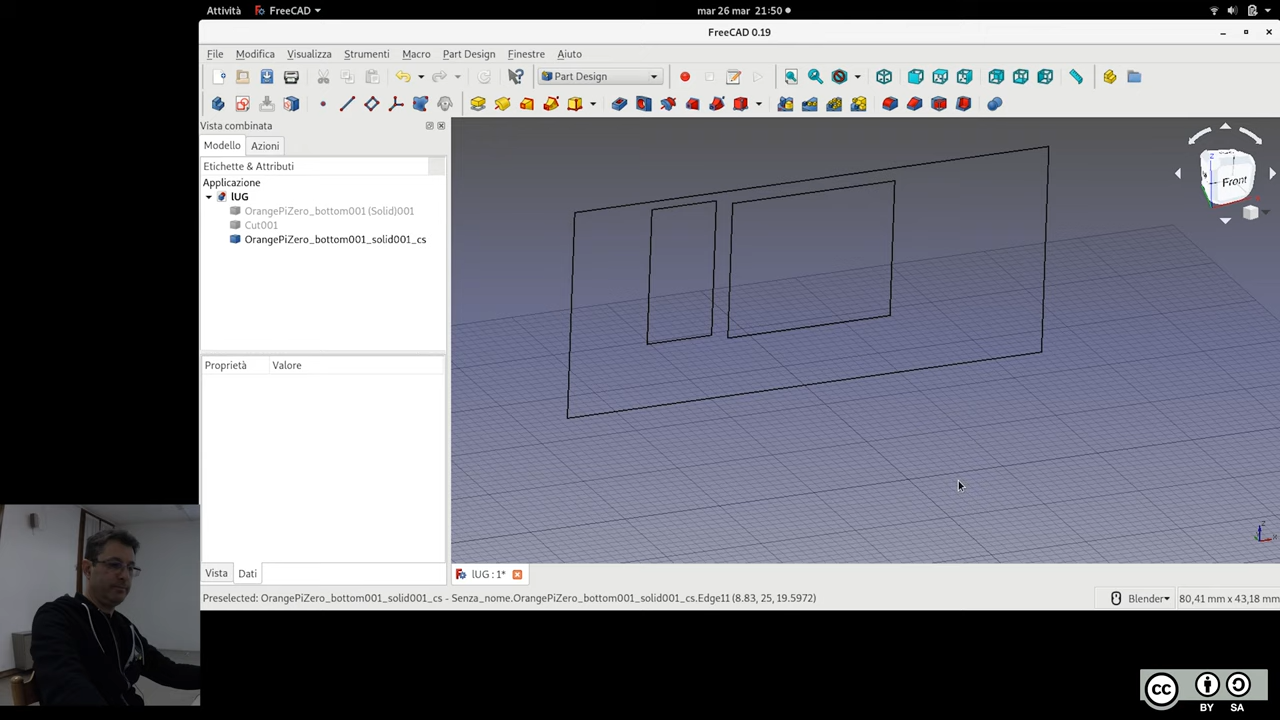 Attività FreeCAD mar 26 mar 21:50
FreeCAD 0.19
File Modifica Visualizza Strumenti Macro Part Design Finestre Aiuto
Part Design
Vista combinata
Modello Azioni
Etichette & Attributi
Applicazione
lUG
OrangePiZero_bottom001 (Solid)001
Cut001
OrangePiZero_bottom001_solid001_cs
Proprietà Valore
Front
Vista Dati
lUG : 1*
Preselected: OrangePiZero_bottom001_solid001_cs - Senza_nome.OrangePiZero_bottom001_solid001_cs.Edge11 (8.83, 25, 19.5972)
Blender 80,41 mm x 43,18 mm
CC BY SA